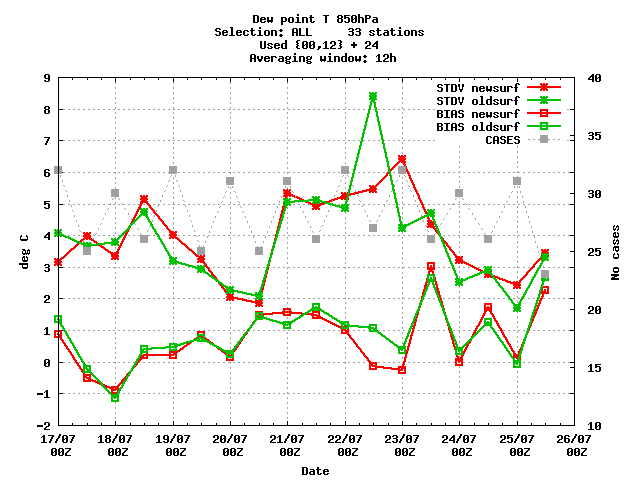 Dew point T 850hPa
Selection: ALL     33 stations
Used {00,12} + 24
Averaging window: 12h
9 40
STDV newsurf
STDV oldsurf
8
BIAS newsurf
BIAS oldsurf
35
CASES
7
6
5 30
4
deg C
No cases
3 25
2
20
1
0 15
-1
-2 10
17/07 18/07 19/07 20/07 21/07 22/07 23/07 24/07 25/07 26/07
00Z 00Z 00Z 00Z 00Z 00Z 00Z 00Z 00Z 00Z
Date